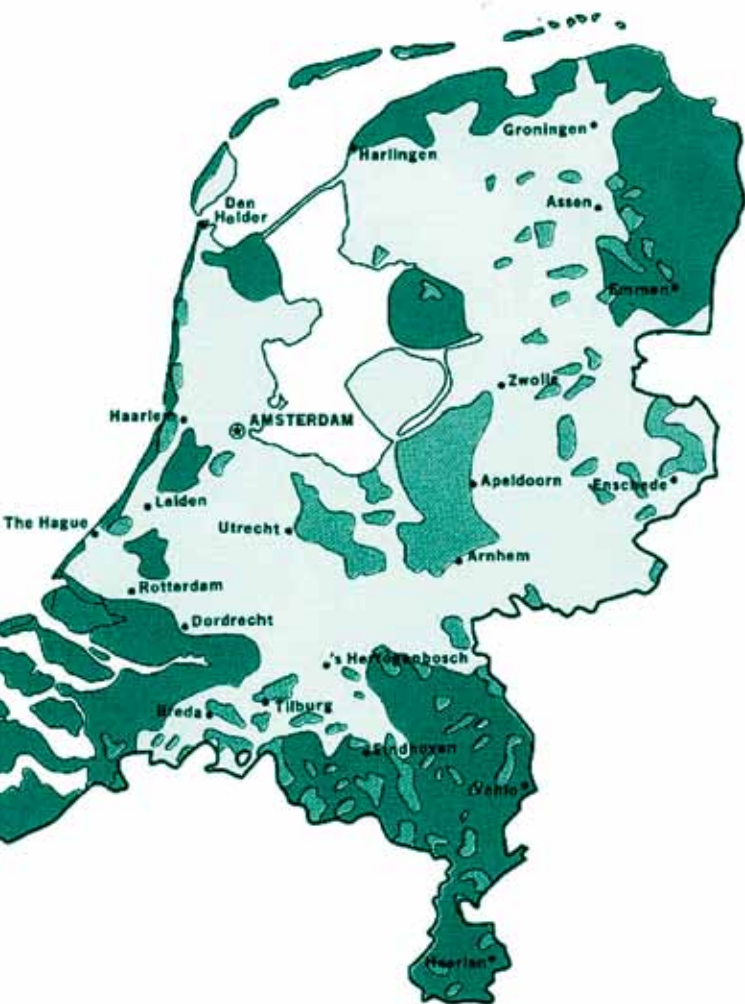 Groningen
Harlingen
Assen
Den
Helder
Emmen
Zwolle
Haarlem
AMSTERDAM
Apeldoorn
Enschede
Leiden
The Hague
Utrecht
Arnhem
Rotterdam
Dordrecht
's Hertogenbosch
Breda
Tilburg
Eindhoven
Venlo
Heerlen